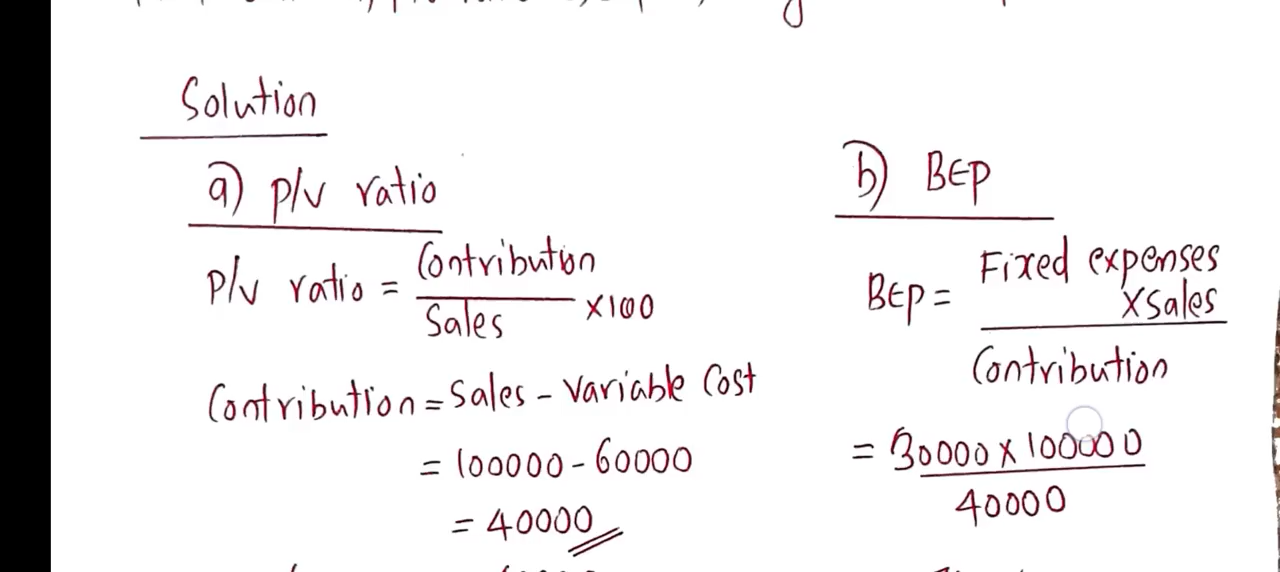 Solution
a) P/V ratio
P/V ratio = Contribution / Sales ×100
Contribution = Sales - Variable Cost
= 100000 - 60000
= 40000
b) BEP
BEP = Fixed expenses × Sales / Contribution
= 30000 × 100000 / 40000